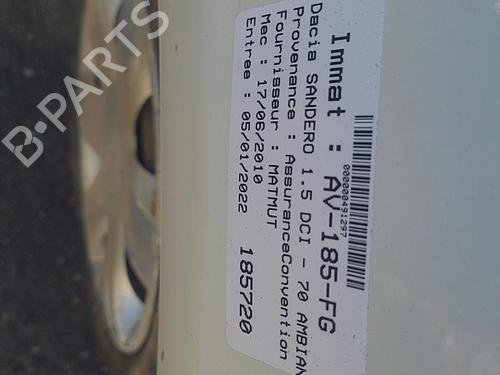 Immat : AV-185-FG
000000491297
Dacia SANDERO 1.5 DCI - 70 AMBIAN
Provenance : AssuranceConvention
Fournisseur : MATMUT
Mec : 17/06/2010
Entree : 05/01/2022 185720
B-PARTS